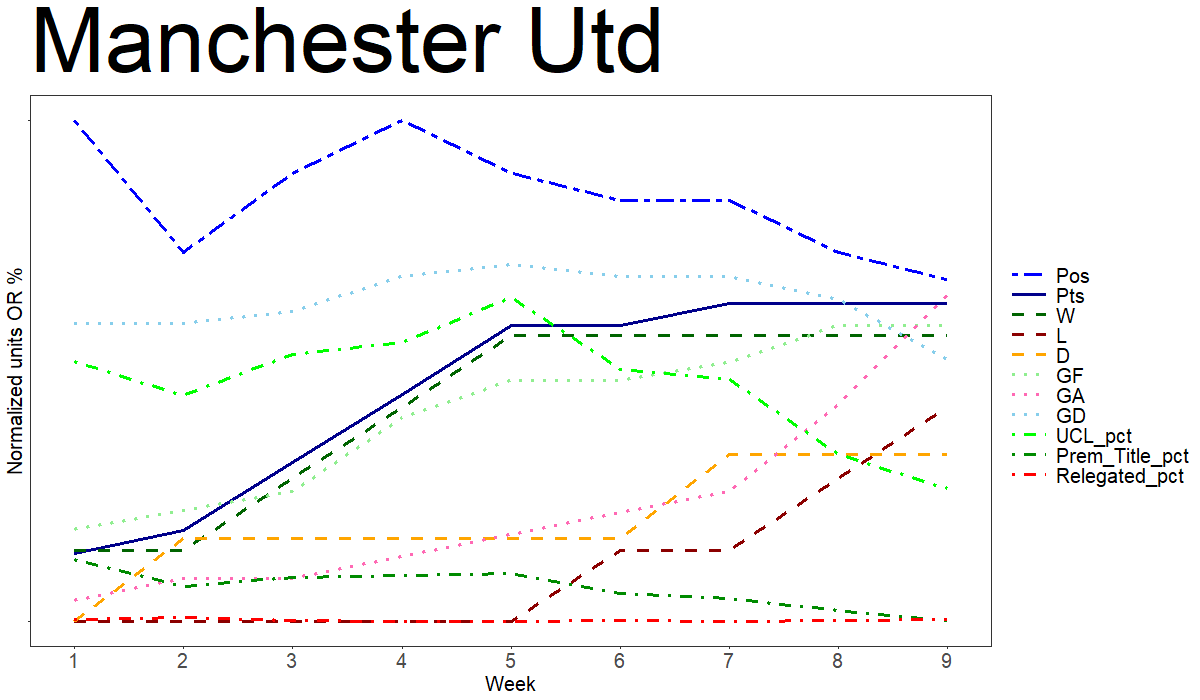 Manchester Utd
Normalized units OR %
Pos
Pts
W
L
D
GF
GA
GD
UCL_pct
Prem_Title_pct
Relegated_pct
1 2 3 4 5 6 7 8 9
Week